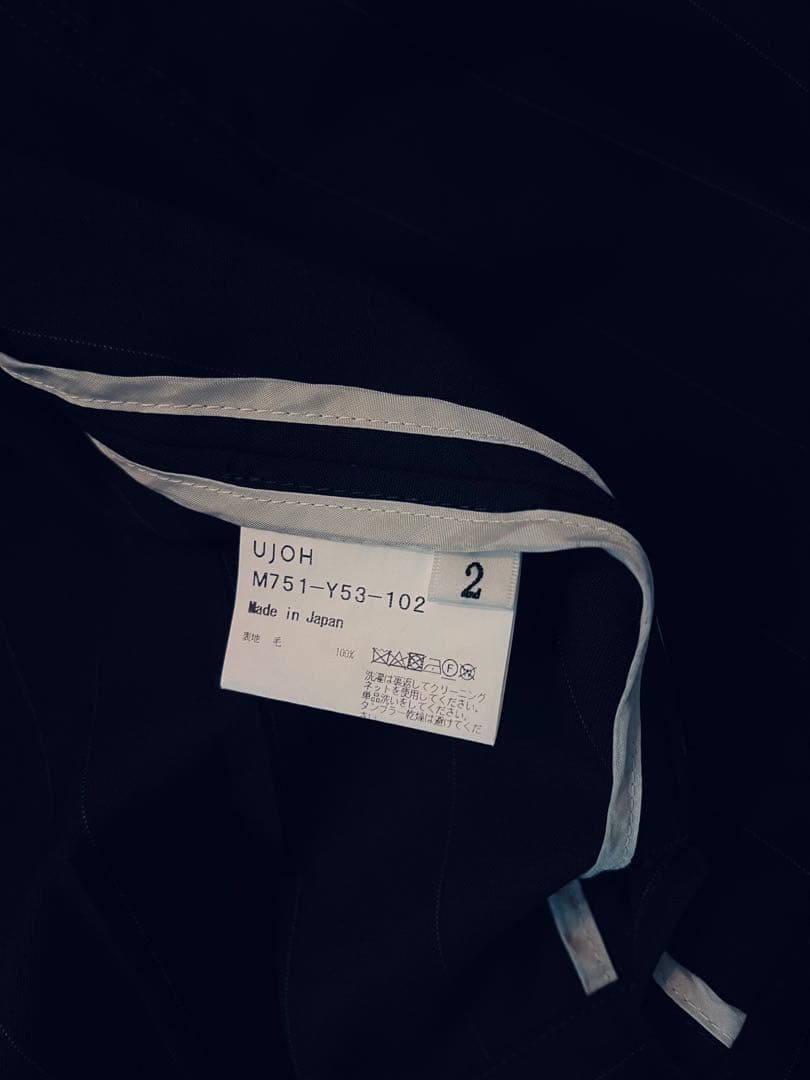 UJOH
2
M751-Y53-102
Made in Japan
表地 毛
100%
洗濯は裏返してクリーニング
ネットを使用してください。
単品洗いをしてください。
タンブラー乾燥は避けてくだ
さい